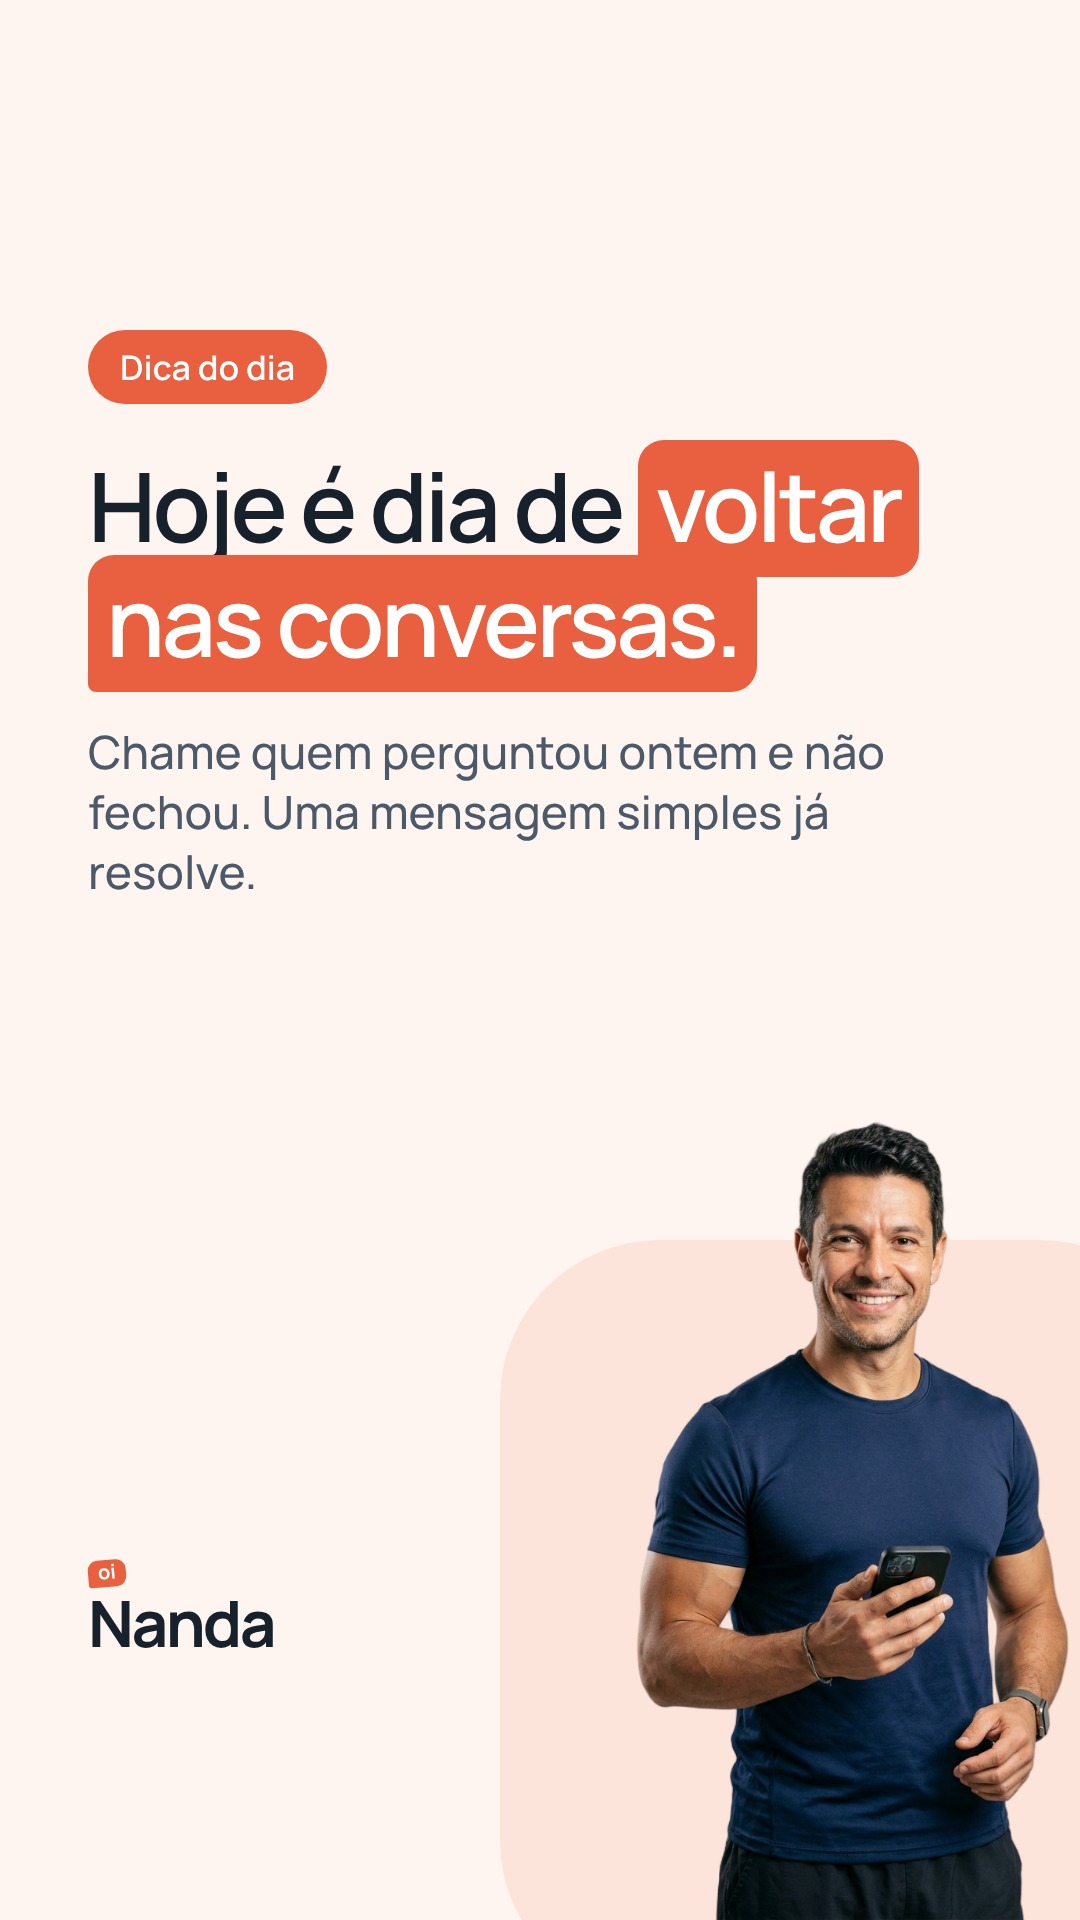 Dica do dia
Hoje é dia de voltar
nas conversas.
Chame quem perguntou ontem e não
fechou. Uma mensagem simples já
resolve.
oi
Nanda